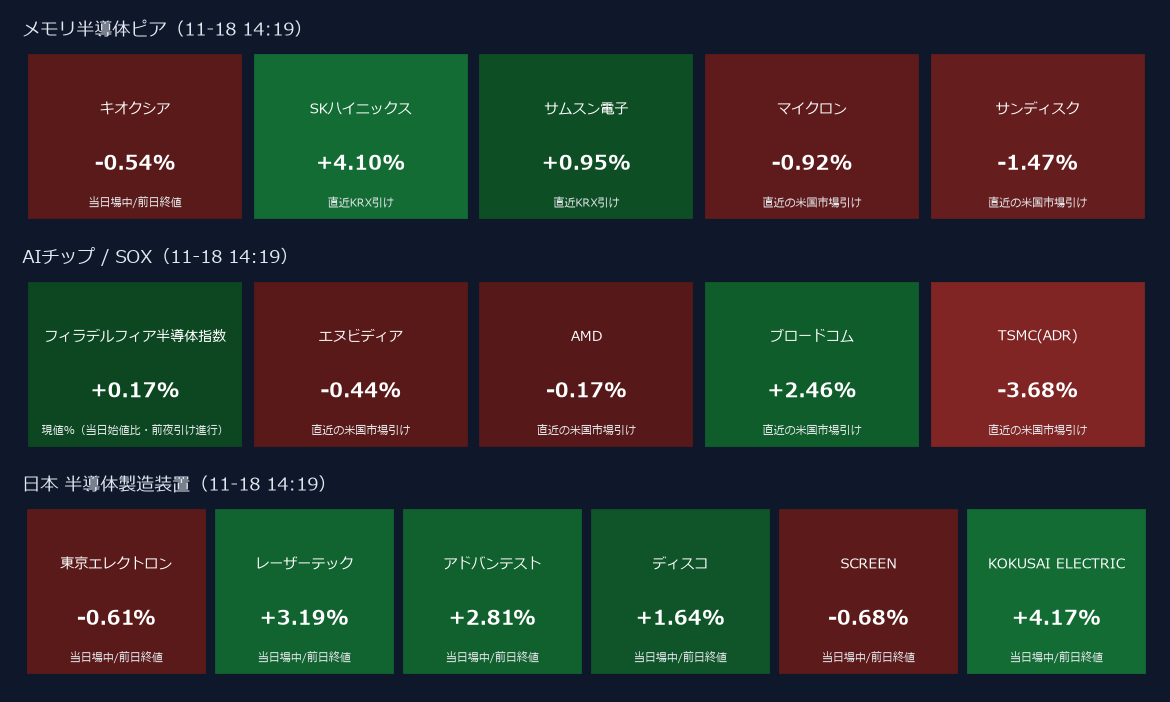 メモリ半導体ピア（11-18 14:19）
キオクシア
-0.54%
当日場中/前日終値
SKハイニックス
+4.10%
直近KRX引け
サムスン電子
+0.95%
直近KRX引け
マイクロン
-0.92%
直近の米国市場引け
サンディスク
-1.47%
直近の米国市場引け
AIチップ / SOX（11-18 14:19）
フィラデルフィア半導体指数
+0.17%
現値%（当日始値比・前夜引け進行）
エヌビディア
-0.44%
直近の米国市場引け
AMD
-0.17%
直近の米国市場引け
ブロードコム
+2.46%
直近の米国市場引け
TSMC(ADR)
-3.68%
直近の米国市場引け
日本 半導体製造装置（11-18 14:19）
東京エレクトロン
-0.61%
当日場中/前日終値
レーザーテック
+3.19%
当日場中/前日終値
アドバンテスト
+2.81%
当日場中/前日終値
ディスコ
+1.64%
当日場中/前日終値
SCREEN
-0.68%
当日場中/前日終値
KOKUSAI ELECTRIC
+4.17%
当日場中/前日終値